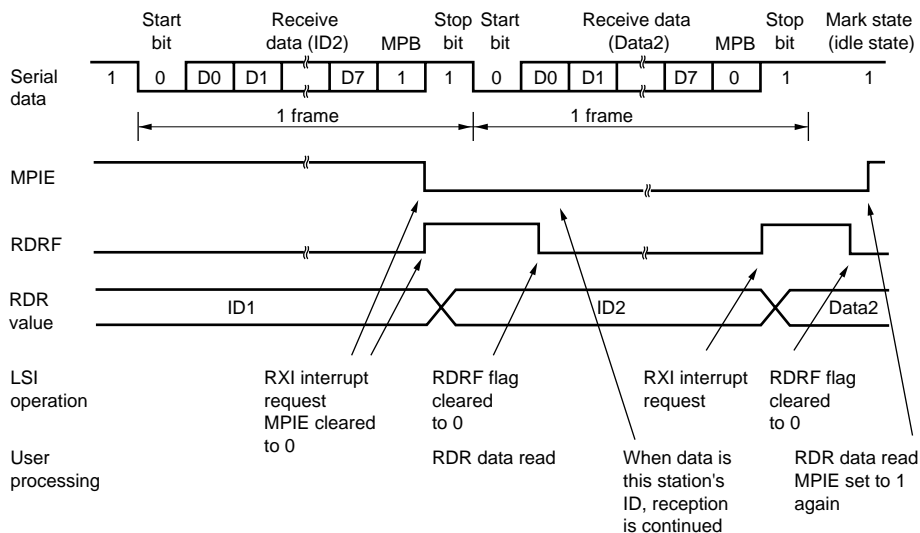 Start bit
Receive data (ID2)
MPB
Stop bit
Start bit
Receive data (Data2)
MPB
Stop bit
Mark state (idle state)
Serial data
1 0 D0 D1 D7 1 1 0 D0 D1 D7 0 1 1
1 frame 1 frame
MPIE
RDRF
RDR value
ID1 ID2 Data2
LSI operation
RXI interrupt request MPIE cleared to 0
RDRF flag cleared to 0
RXI interrupt request
RDRF flag cleared to 0
User processing
RDR data read
When data is this station's ID, reception is continued
RDR data read MPIE set to 1 again